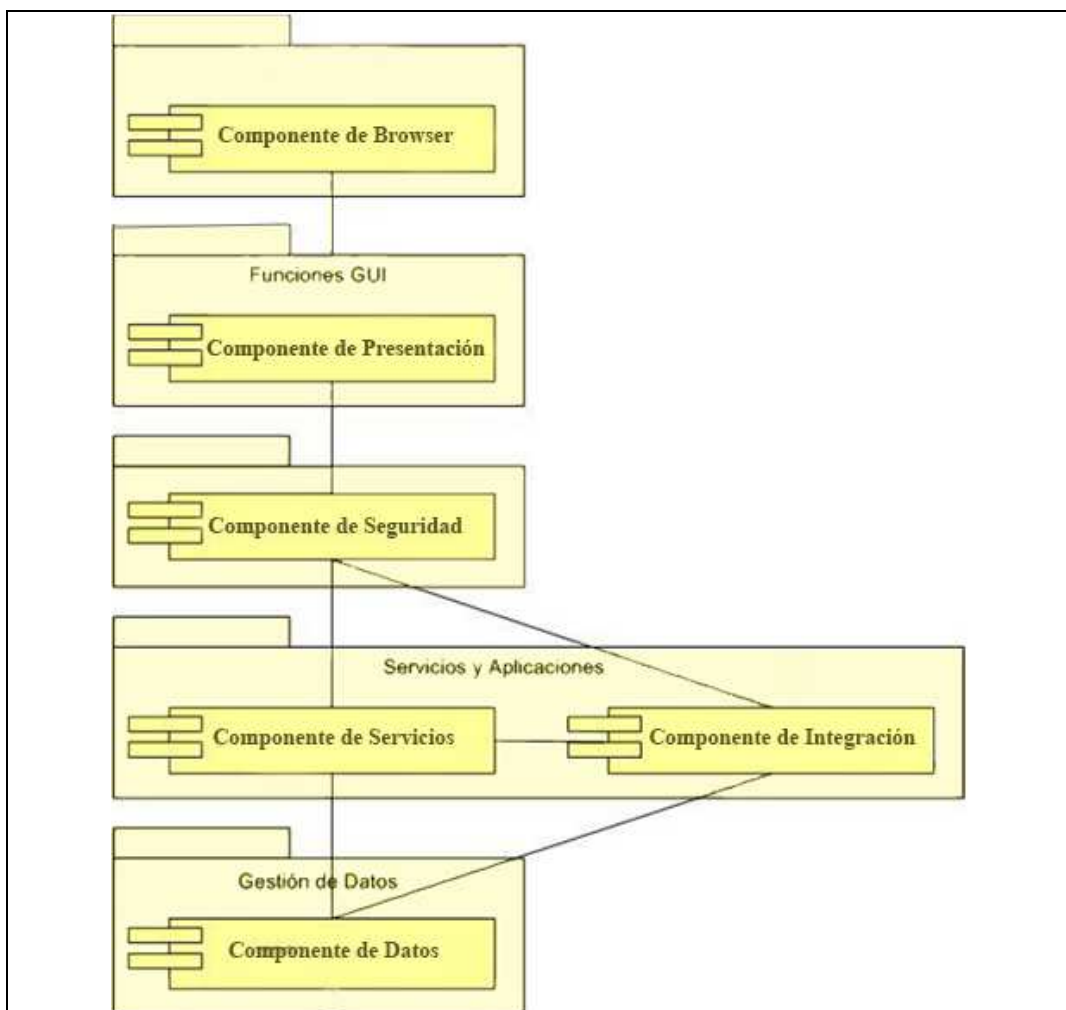 Componente de Browser
Funciones GUI
Componente de Presentación
Componente de Seguridad
Servicios y Aplicaciones
Componente de Servicios
Componente de Integración
Gestión de Datos
Componente de Datos